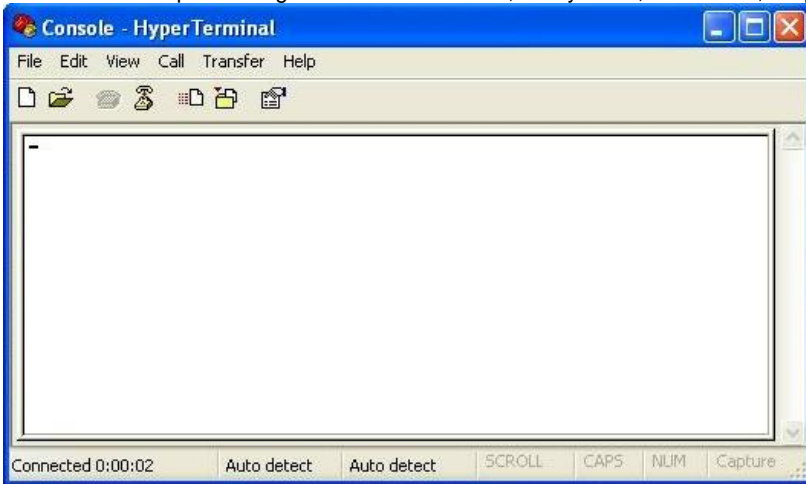 Console - HyperTerminal
File Edit View Call Transfer Help
Connected 0:00:02 Auto detect Auto detect SCROLL CAPS NUM Capture